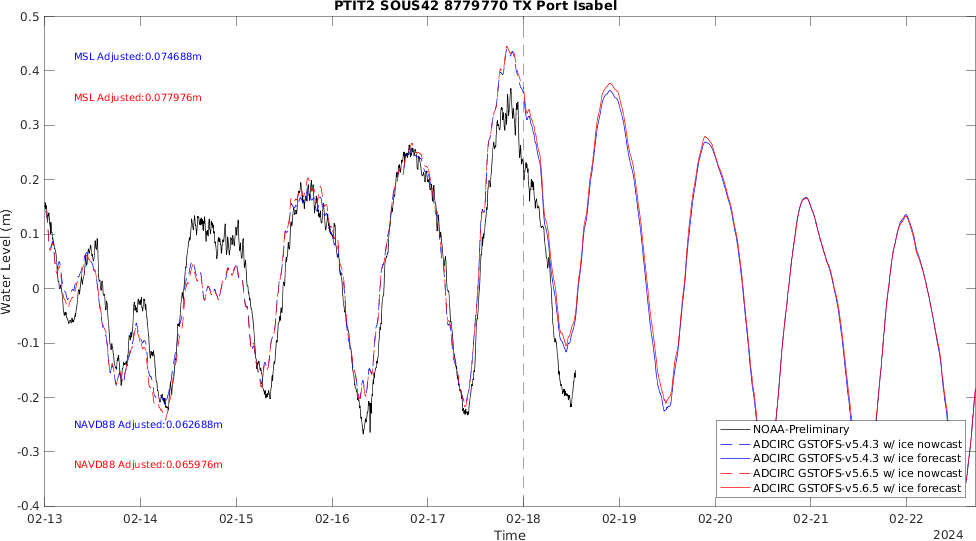 PTIT2 SOUS42 8779770 TX Port Isabel
0.5
0.4
0.3
0.2
0.1
0
-0.1
-0.2
-0.3
-0.4
Water Level (m)
MSL Adjusted:0.074688m
MSL Adjusted:0.077976m
NAVD88 Adjusted:0.062688m
NAVD88 Adjusted:0.065976m
NOAA-Preliminary
ADCIRC GSTOFS-v5.4.3 w/ ice nowcast
ADCIRC GSTOFS-v5.4.3 w/ ice forecast
ADCIRC GSTOFS-v5.6.5 w/ ice nowcast
ADCIRC GSTOFS-v5.6.5 w/ ice forecast
02-13 02-14 02-15 02-16 02-17 02-18 02-19 02-20 02-21 02-22
Time
2024